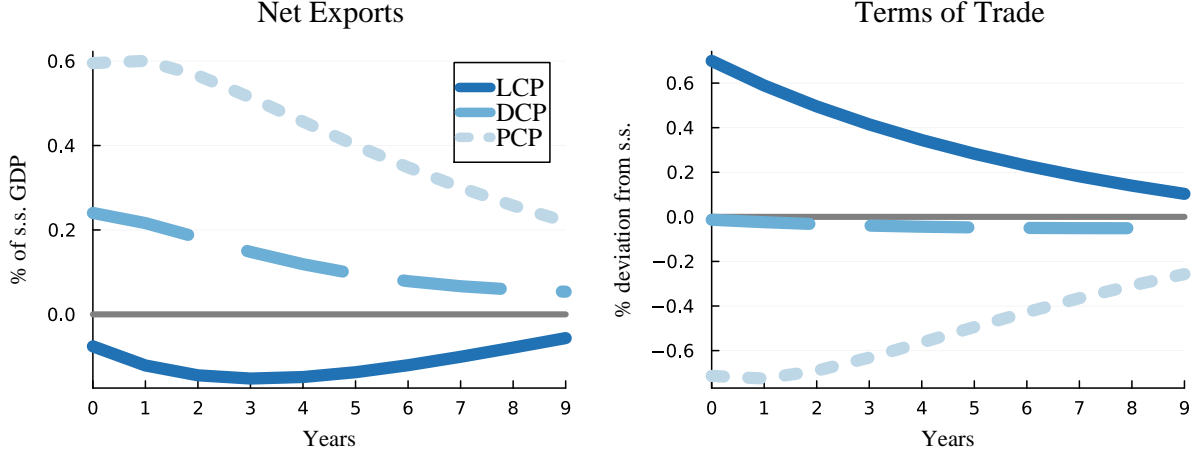 Net Exports
% of s.s. GDP
0.6
0.4
0.2
0.0
LCP
DCP
PCP
0 1 2 3 4 5 6 7 8 9
Years
Terms of Trade
% deviation from s.s.
0.6
0.4
0.2
0.0
−0.2
−0.4
−0.6
0 1 2 3 4 5 6 7 8 9
Years